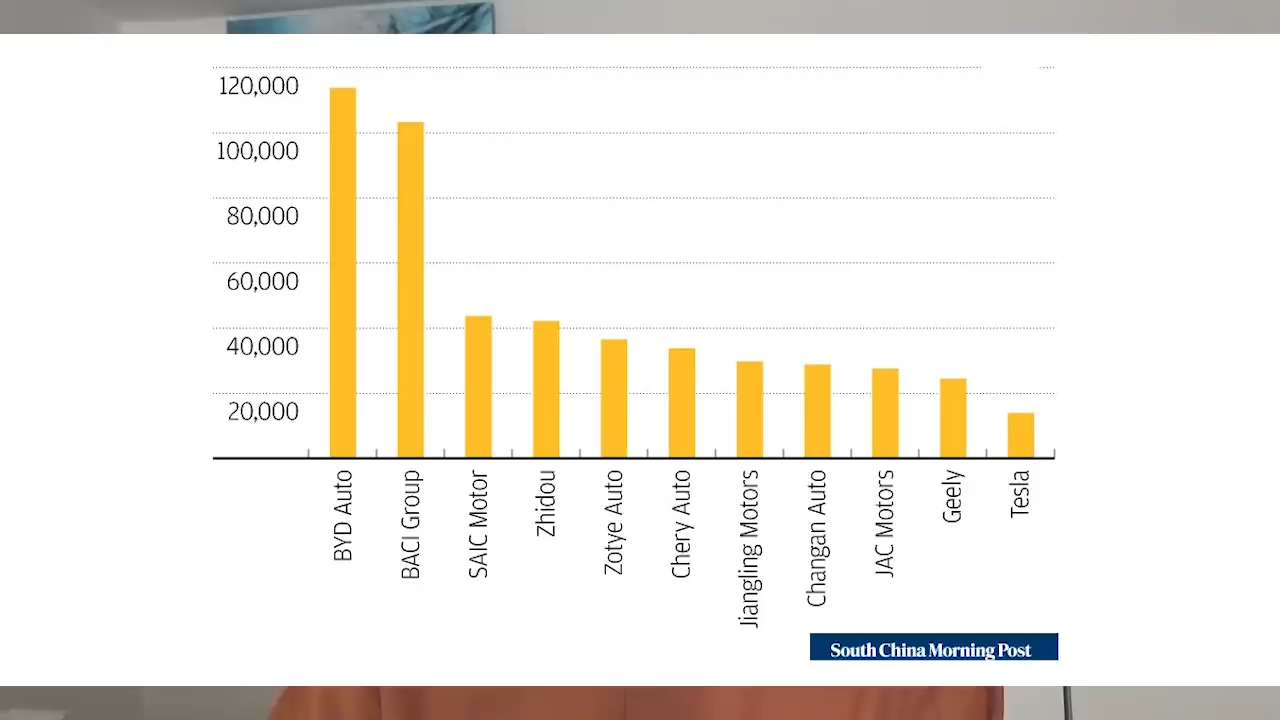 120,000
100,000
80,000
60,000
40,000
20,000
BYD Auto
BACI Group
SAIC Motor
Zhidou
Zotye Auto
Chery Auto
Jiangling Motors
Changan Auto
JAC Motors
Geely
Tesla
South China Morning Post